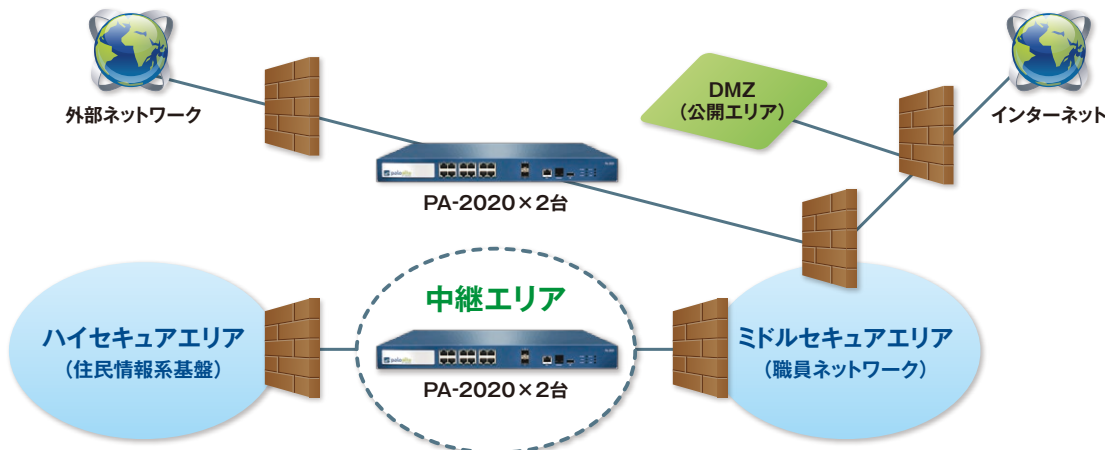 外部ネットワーク
DMZ
（公開エリア）
インターネット
paloalto
PA-2020×2台
中継エリア
ハイセキュアエリア
（住民情報系基盤）
paloalto
PA-2020×2台
ミドルセキュアエリア
（職員ネットワーク）